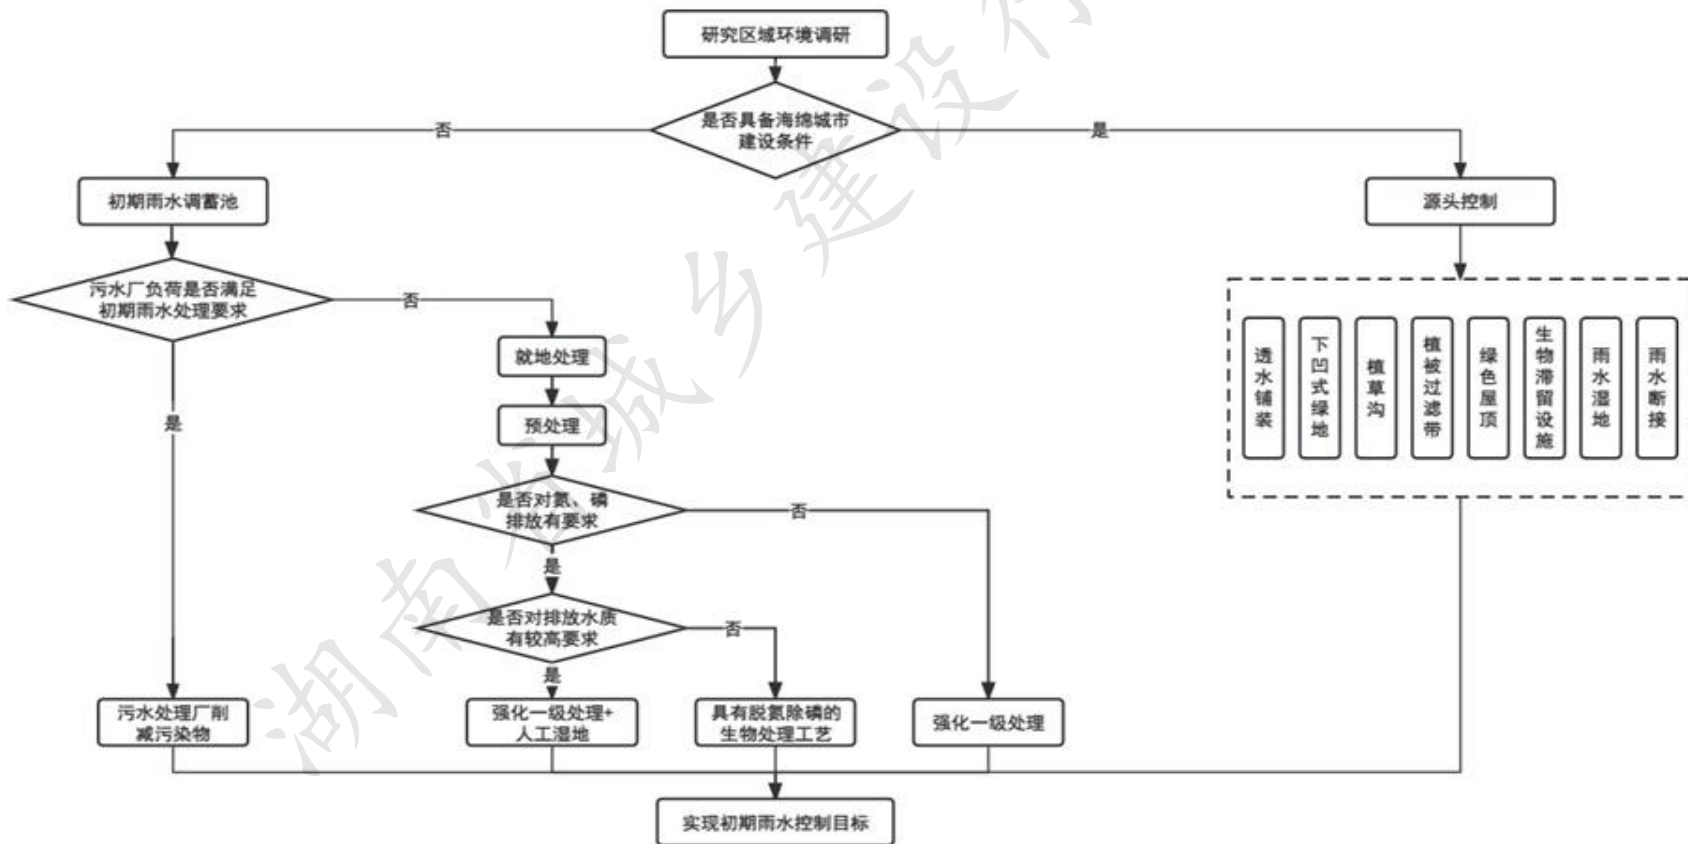 研究区域环境调研
是否具备海绵城市
建设条件
否
是
初期雨水调蓄池
源头控制
污水厂负荷是否满足
初期雨水处理要求
否
就地处理
预处理
透水铺装
下凹式绿地
植草沟
植被过滤带
绿色屋顶
生物滞留设施
雨水湿地
雨水断接
是
是否对氮、磷
排放有要求
否
是
是否对排放水质
有较高要求
否
是
污水处理厂削
减污染物
强化一级处理+
人工湿地
具有脱氮除磷的
生物处理工艺
强化一级处理
实现初期雨水控制目标
湖南省城乡建设行